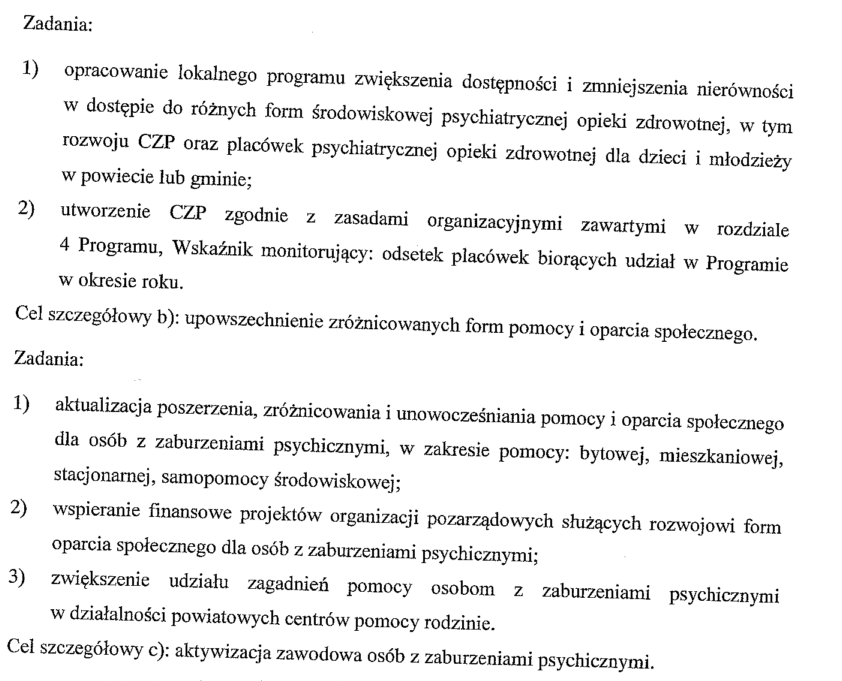 Zadania:
1) opracowanie lokalnego programu zwiększenia dostępności i zmniejszenia nierówności
w dostępie do różnych form środowiskowej psychiatrycznej opieki zdrowotnej, w tym
rozwoju CZP oraz placówek psychiatrycznej opieki zdrowotnej dla dzieci i młodzieży
w powiecie lub gminie;
2) utworzenie CZP zgodnie z zasadami organizacyjnymi zawartymi w rozdziale
4 Programu, Wskaźnik monitorujący: odsetek placówek biorących udział w Programie
w okresie roku.
Cel szczegółowy b): upowszechnienie zróżnicowanych form pomocy i oparcia społecznego.
Zadania:
1) aktualizacja poszerzenia, zróżnicowania i unowocześniania pomocy i oparcia społecznego
dla osób z zaburzeniami psychicznymi, w zakresie pomocy: bytowej, mieszkaniowej,
stacjonarnej, samopomocy środowiskowej;
2) wspieranie finansowe projektów organizacji pozarządowych służących rozwojowi form
oparcia społecznego dla osób z zaburzeniami psychicznymi;
3) zwiększenie udziału zagadnień pomocy osobom z zaburzeniami psychicznymi
w działalności powiatowych centrów pomocy rodzinie.
Cel szczegółowy c): aktywizacja zawodowa osób z zaburzeniami psychicznymi.